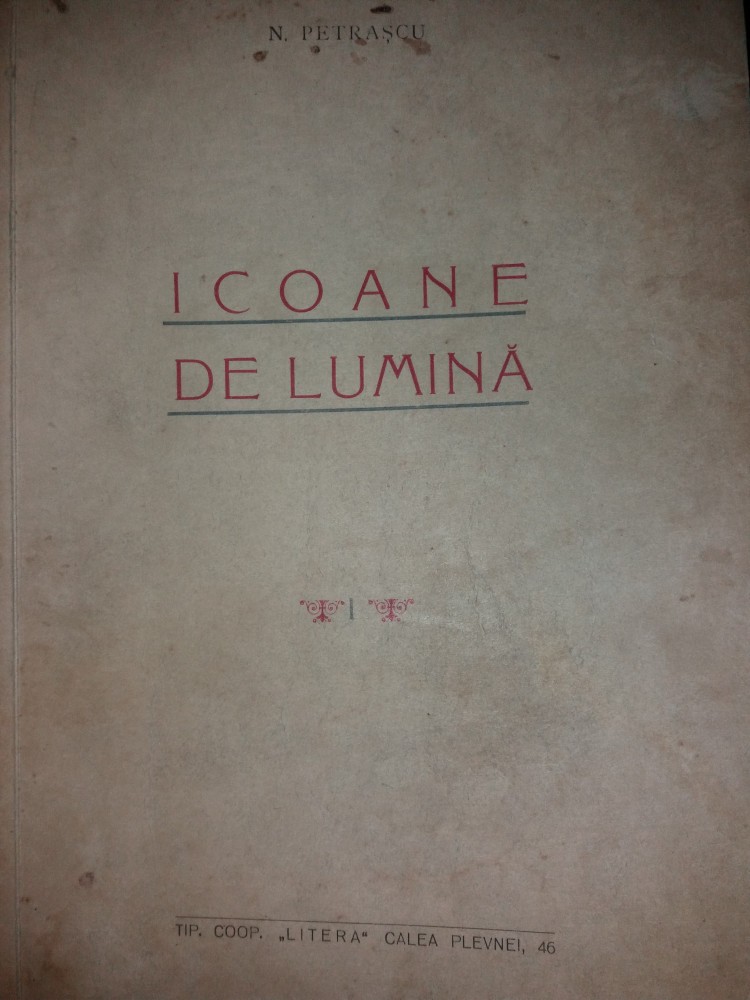 N. PETRAȘCU
ICOANE
DE LUMINĂ
I
TIP. COOP. „LITERA“ CALEA PLEVNEI, 46